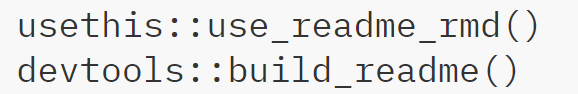 usethis::use_readme_rmd()
devtools::build_readme()